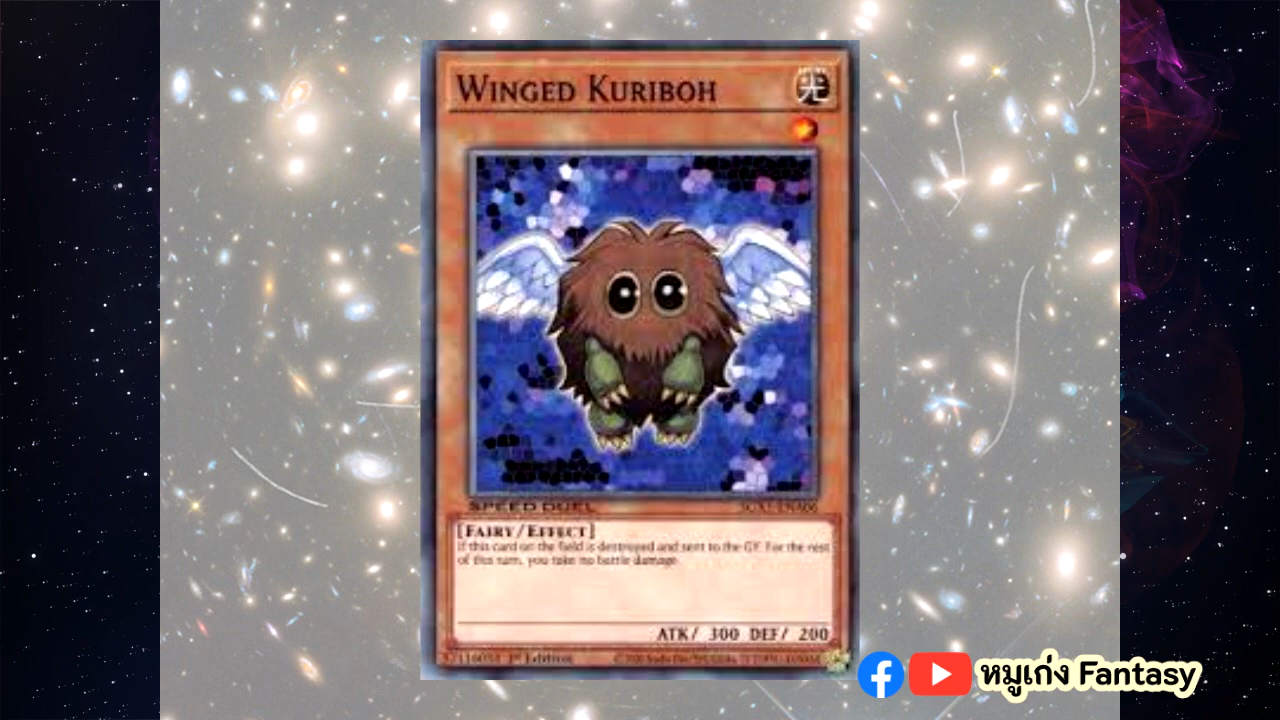 WINGED KURIBOH
光
SPEED DUEL
[FAIRY/EFFECT]
If this card on the field is destroyed and sent to the GY: For the rest
of this turn, you take no battle damage.
ATK/ 300 DEF/ 200
1st Edition
หมูเก่ง Fantasy